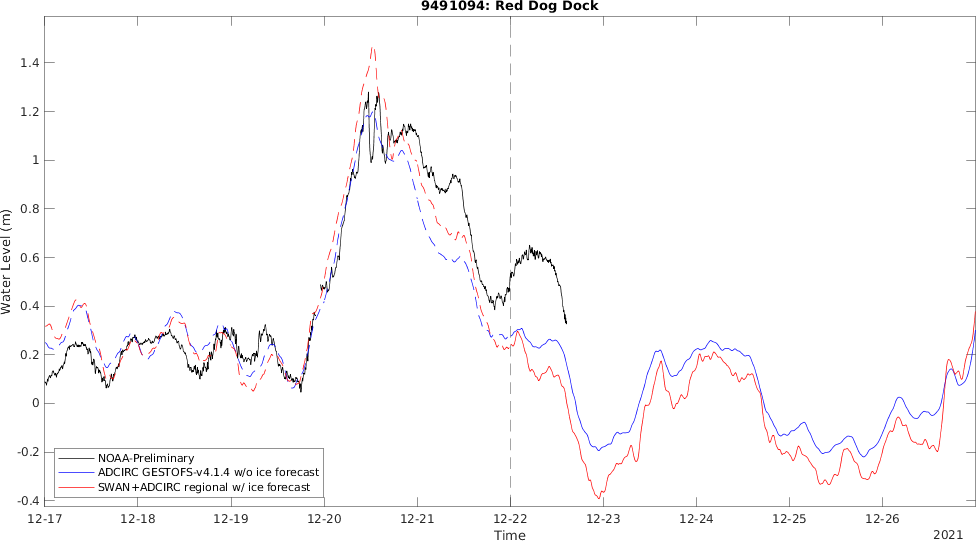 9491094: Red Dog Dock
Water Level (m)
1.4
1.2
1
0.8
0.6
0.4
0.2
0
-0.2
-0.4
NOAA-Preliminary
ADCIRC GESTOFS-v4.1.4 w/o ice forecast
SWAN+ADCIRC regional w/ ice forecast
12-17 12-18 12-19 12-20 12-21 12-22 12-23 12-24 12-25 12-26
Time
2021